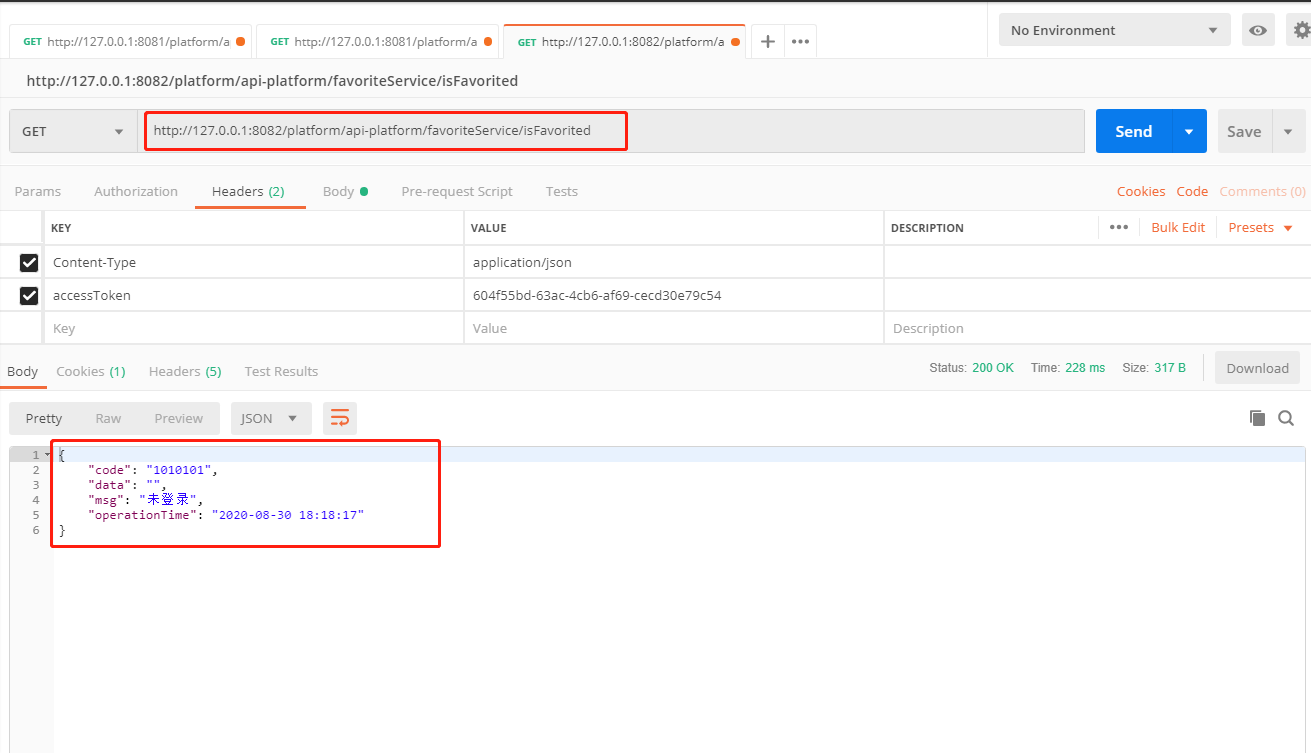 GET http://127.0.0.1:8081/platform/a GET http://127.0.0.1:8081/platform/a GET http://127.0.0.1:8082/platform/a + ••• No Environment
http://127.0.0.1:8082/platform/api-platform/favoriteService/isFavorited
GET http://127.0.0.1:8082/platform/api-platform/favoriteService/isFavorited Send Save
Params Authorization Headers (2) Body Pre-request Script Tests Cookies Code Comments (0)
KEY VALUE DESCRIPTION ••• Bulk Edit Presets
Content-Type application/json
accessToken 604f55bd-63ac-4cb6-af69-cecd30e79c54
Key Value Description
Body Cookies (1) Headers (5) Test Results Status: 200 OK Time: 228 ms Size: 317 B Download
Pretty Raw Preview JSON
1 {
2 "code": "1010101",
3 "data": "",
4 "msg": "未登录",
5 "operationTime": "2020-08-30 18:18:17"
6 }